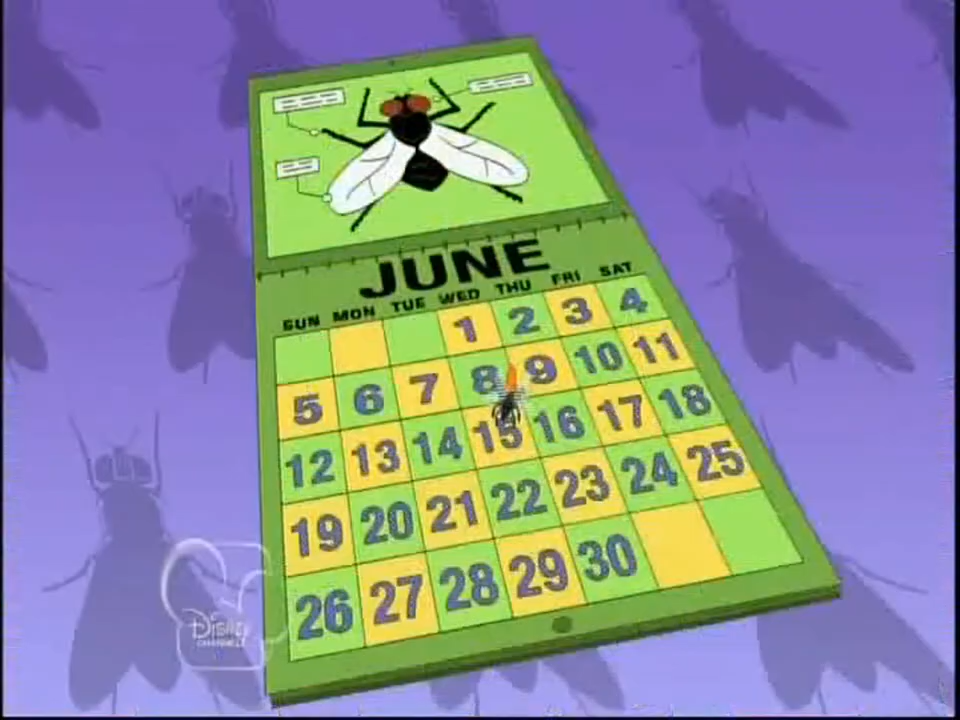 JUNE
SUN MON TUE WED THU FRI SAT
1 2 3 4
5 6 7 8 9 10 11
12 13 14 15 16 17 18
19 20 21 22 23 24 25
26 27 28 29 30
Disney
CHANNEL